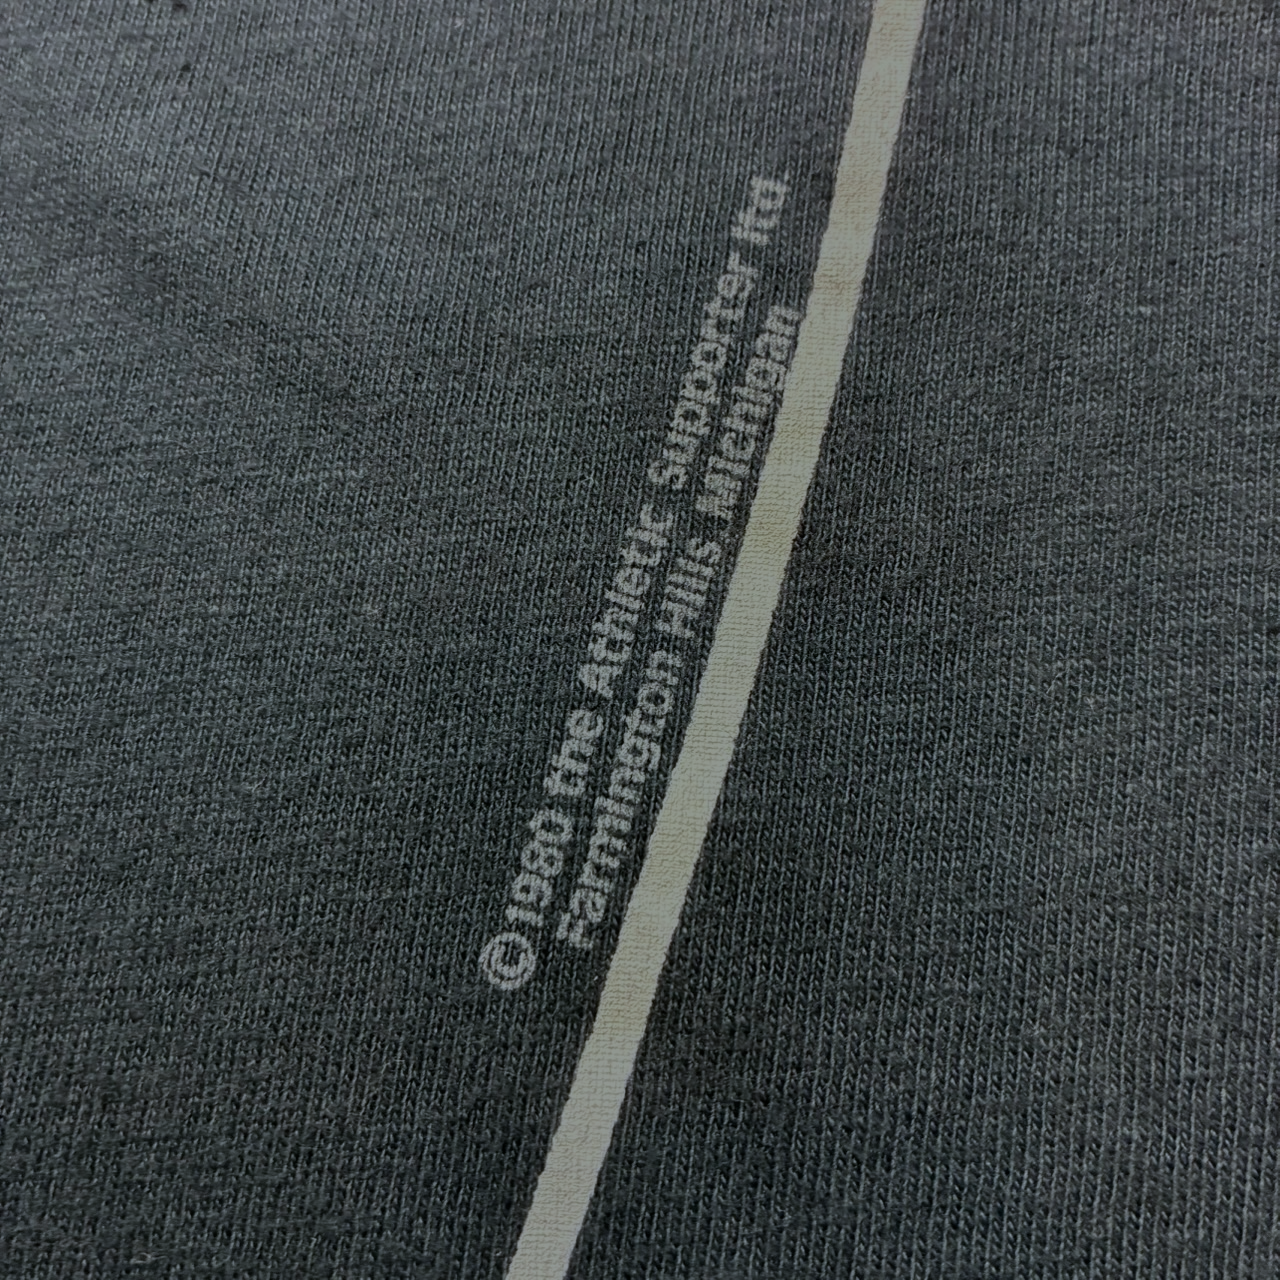 © 1980 the Athletic Supporter ltd
Farmington Hills Michigan